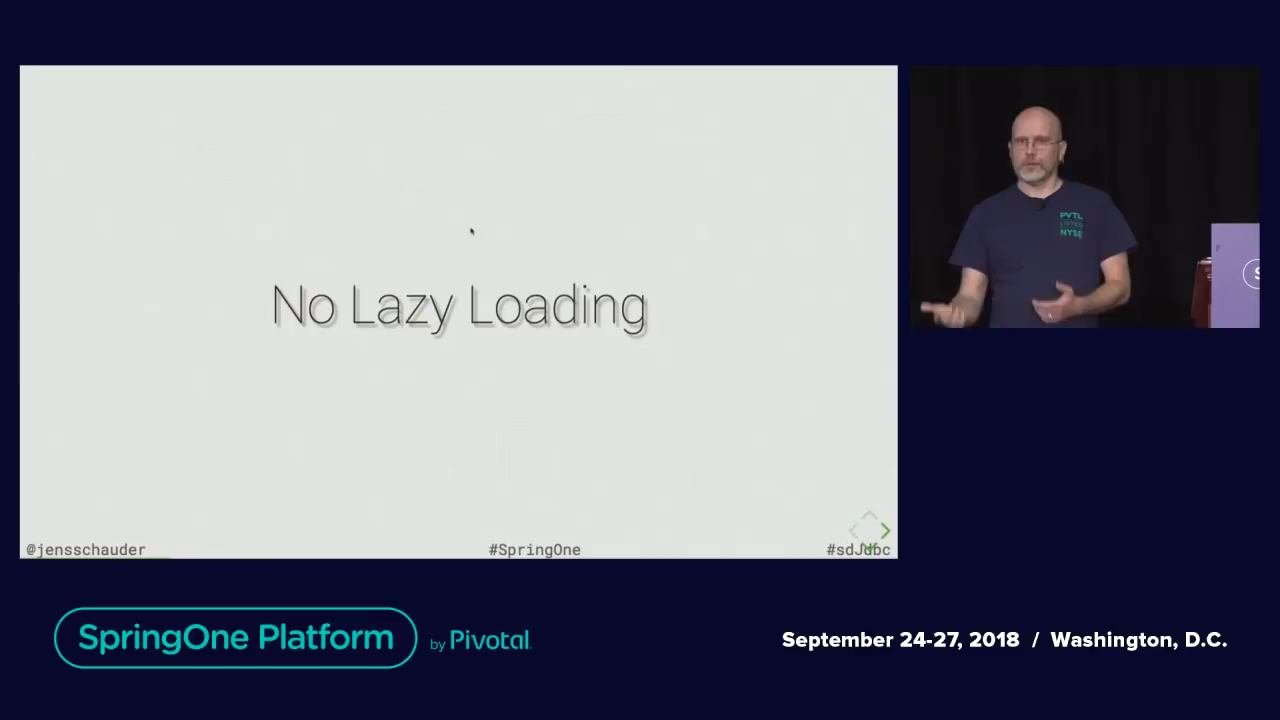 No Lazy Loading
@jensschauder
#SpringOne
#sdJdbc
PVTL
NYSE
SpringOne Platform
by Pivotal
September 24-27, 2018 / Washington, D.C.